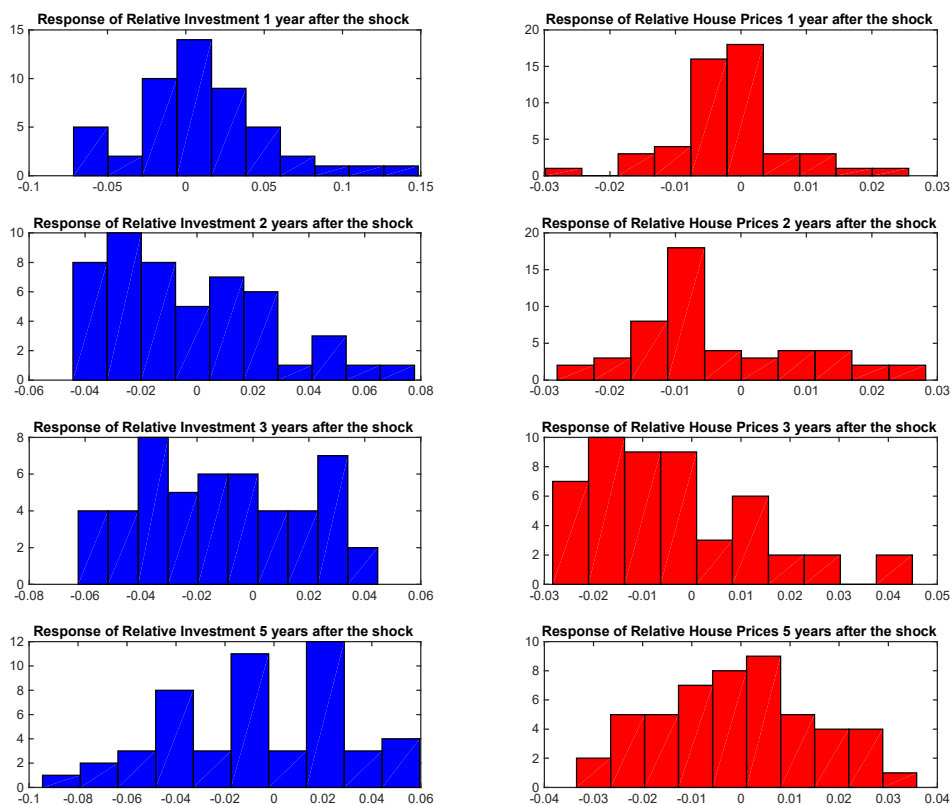 Response of Relative Investment 1 year after the shock
15
10
5
0
-0.1 -0.05 0 0.05 0.1 0.15
Response of Relative House Prices 1 year after the shock
20
15
10
5
0
-0.03 -0.02 -0.01 0 0.01 0.02 0.03
Response of Relative Investment 2 years after the shock
10
8
6
4
2
0
-0.06 -0.04 -0.02 0 0.02 0.04 0.06 0.08
Response of Relative House Prices 2 years after the shock
20
15
10
5
0
-0.03 -0.02 -0.01 0 0.01 0.02 0.03
Response of Relative Investment 3 years after the shock
8
6
4
2
0
-0.08 -0.06 -0.04 -0.02 0 0.02 0.04 0.06
Response of Relative House Prices 3 years after the shock
10
8
6
4
2
0
-0.03 -0.02 -0.01 0 0.01 0.02 0.03 0.04 0.05
Response of Relative Investment 5 years after the shock
12
10
8
6
4
2
0
-0.1 -0.08 -0.06 -0.04 -0.02 0 0.02 0.04 0.06
Response of Relative House Prices 5 years after the shock
10
8
6
4
2
0
-0.04 -0.03 -0.02 -0.01 0 0.01 0.02 0.03 0.04